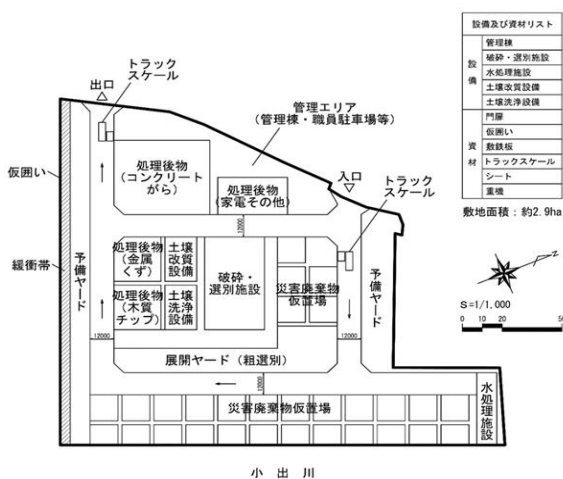 設備及び資材リスト
設備
管理棟
破砕・選別施設
水処理施設
土壌改質設備
土壌洗浄設備
資材
門扉
仮囲い
敷鉄板
トラックスケール
シート
重機
敷地面積：約2.9ha
S=1/1,000
0 10 20 50
トラック
スケール
出口
管理エリア
（管理棟・職員駐車場等）
入口
トラック
スケール
仮囲い
緩衝帯
予備ヤード
処理後物
（コンクリート
がら）
処理後物
（家電その他）
12000
処理後物
（金属
くず）
土壌
改質
設備
破砕・
選別施設
災害廃棄物
仮置場
予備ヤード
処理後物
（木質
チップ）
土壌
洗浄
設備
12000
12000
展開ヤード（粗選別）
12000
災害廃棄物仮置場
水処理施設
小出川